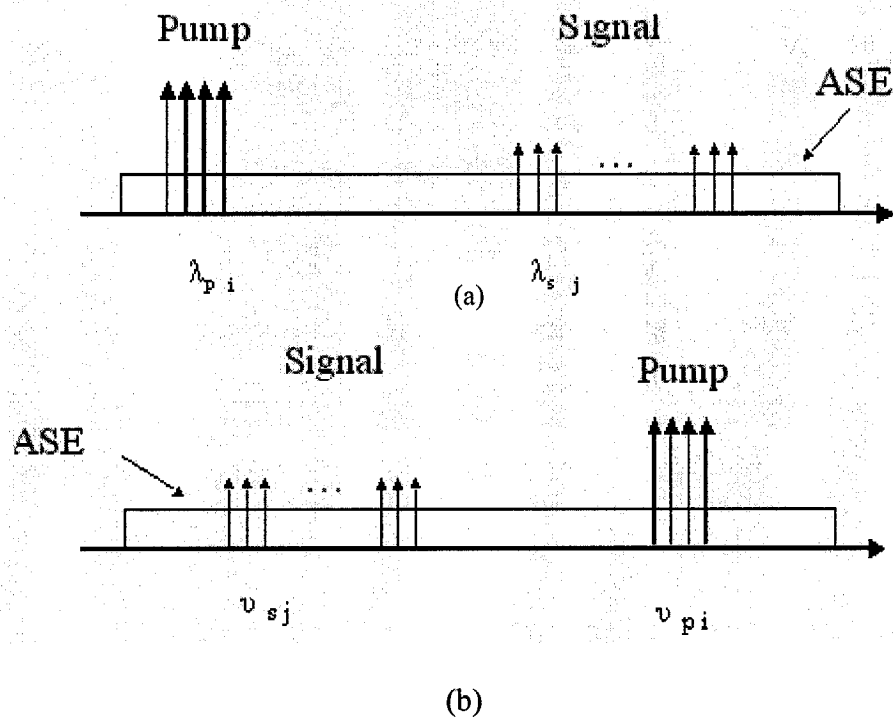 Pump
Signal
ASE
...
λp i
(a)
λs j
Signal
Pump
ASE
...
υ sj
υ pi
(b)